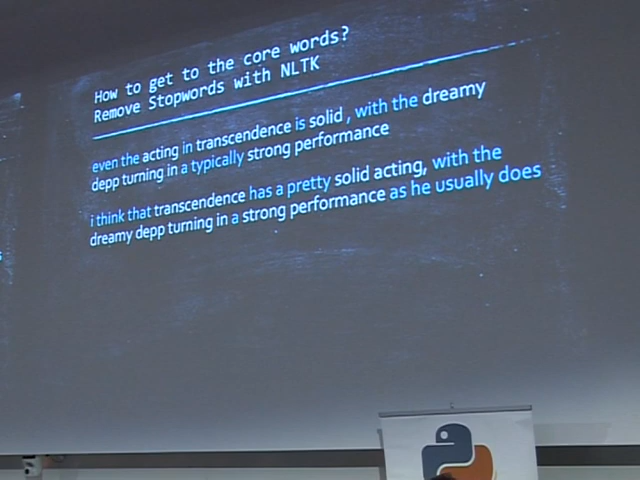 How to get to the core words?
Remove Stopwords with NLTK
even the acting in transcendence is solid , with the dreamy
depp turning in a typically strong performance
i think that transcendence has a pretty solid acting, with the
dreamy depp turning in a strong performance as he usually does